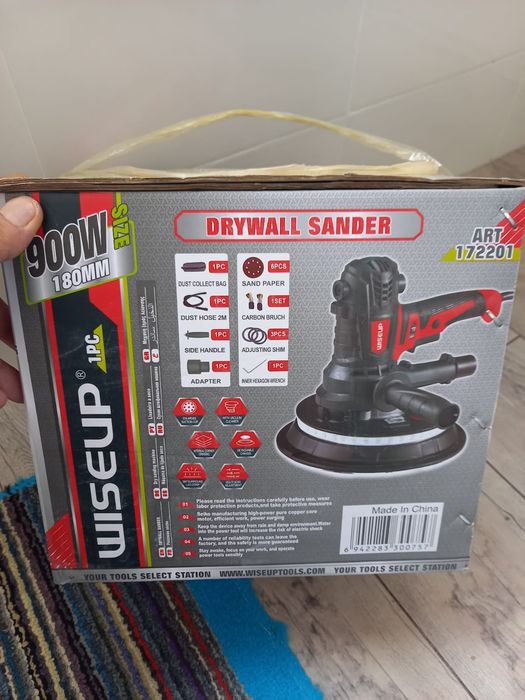 DRYWALL SANDER
ART
172201
900W
SIZE
180MM
1PC
WISEUP®
1PC
DUST COLLECT BAG
6PCS
SAND PAPER
1PC
DUST HOSE 2M
1SET
CARBON BRUCH
1PC
SIDE HANDLE
3PCS
ADJUSTING SHIM
1PC
ADAPTER
1PC
INNER HEXAGON WRENCH
WISEUP
01 Please read the instructions carefully before use, wear
labor protection products,and take protective measures
02 Seiko manufacturing high-power pure copper core
motor, efficient work, power surging
03 Keep the device away from rain and damp environment.Water
into the power tool will increase the risk of electric shock
04 A number of reliability tests can leave the
factory, and the safety is more guaranteed
05 Stay awake, focus on your work, and operate
power tools sensibly
Made In China
6 942283 300757
YOUR TOOLS SELECT STATION
WWW.WISEUPTOOLS.COM
YOUR TOOLS SELECT STATION